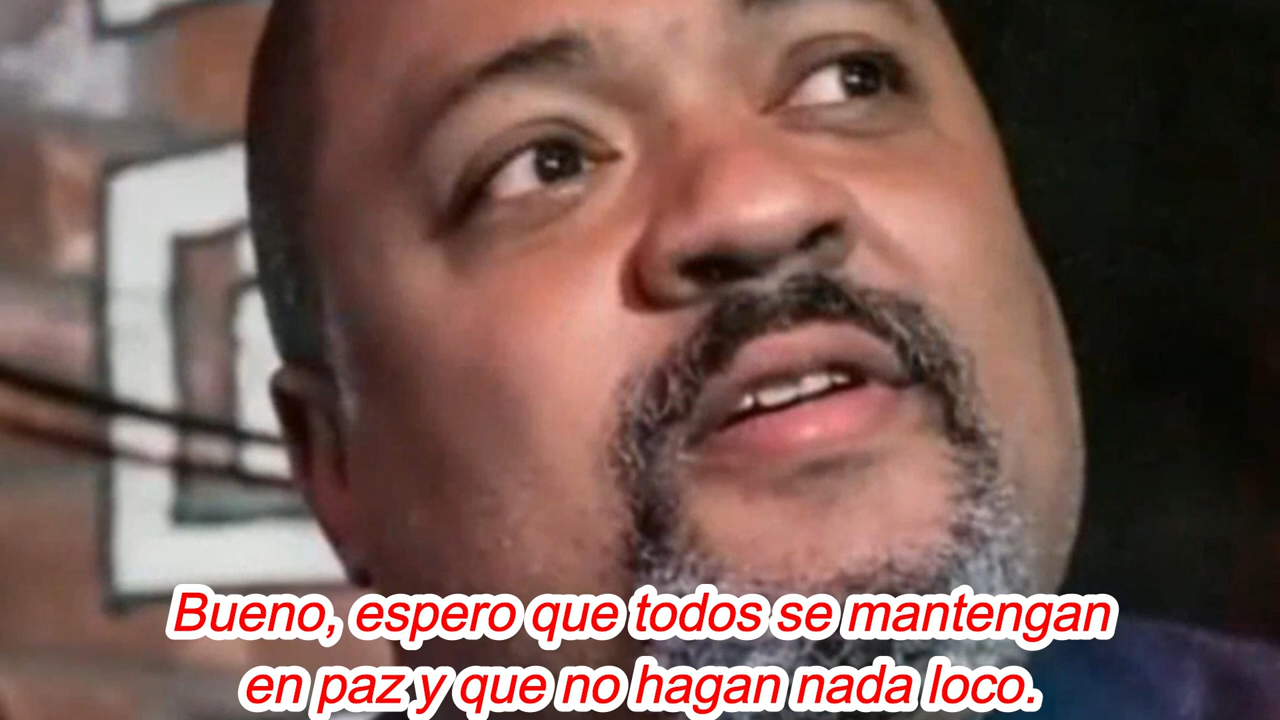 Bueno, espero que todos se mantengan
en paz y que no hagan nada loco.